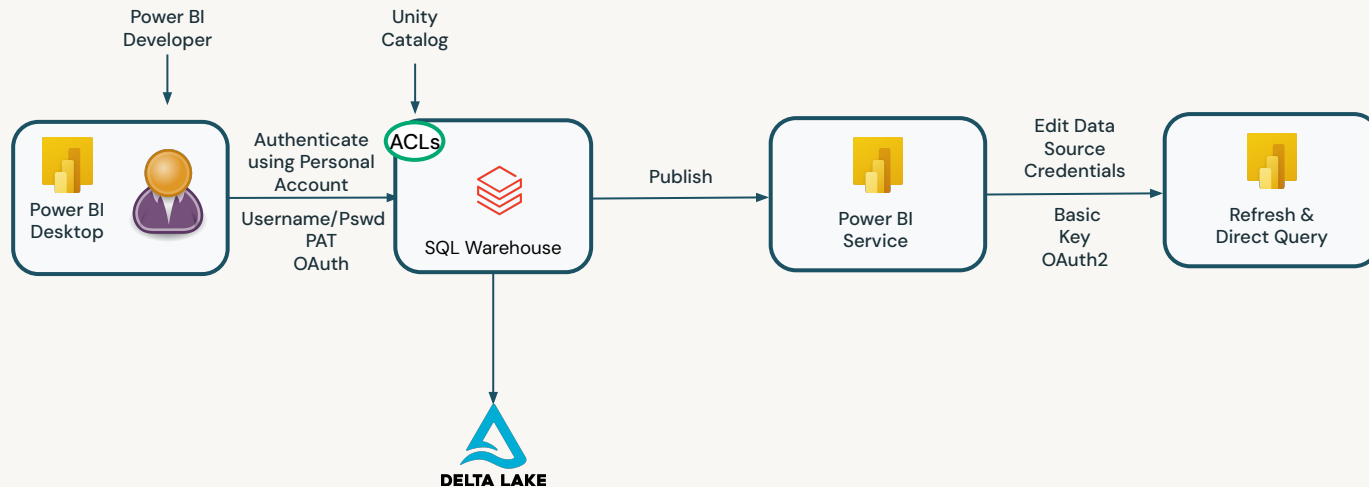 Power BI
Developer
Unity
Catalog
Power BI
Desktop
Authenticate
using Personal
Account
Username/Pswd
PAT
OAuth
ACLs
SQL Warehouse
DELTA LAKE
Publish
Power BI
Service
Edit Data
Source
Credentials
Basic
Key
OAuth2
Refresh &
Direct Query